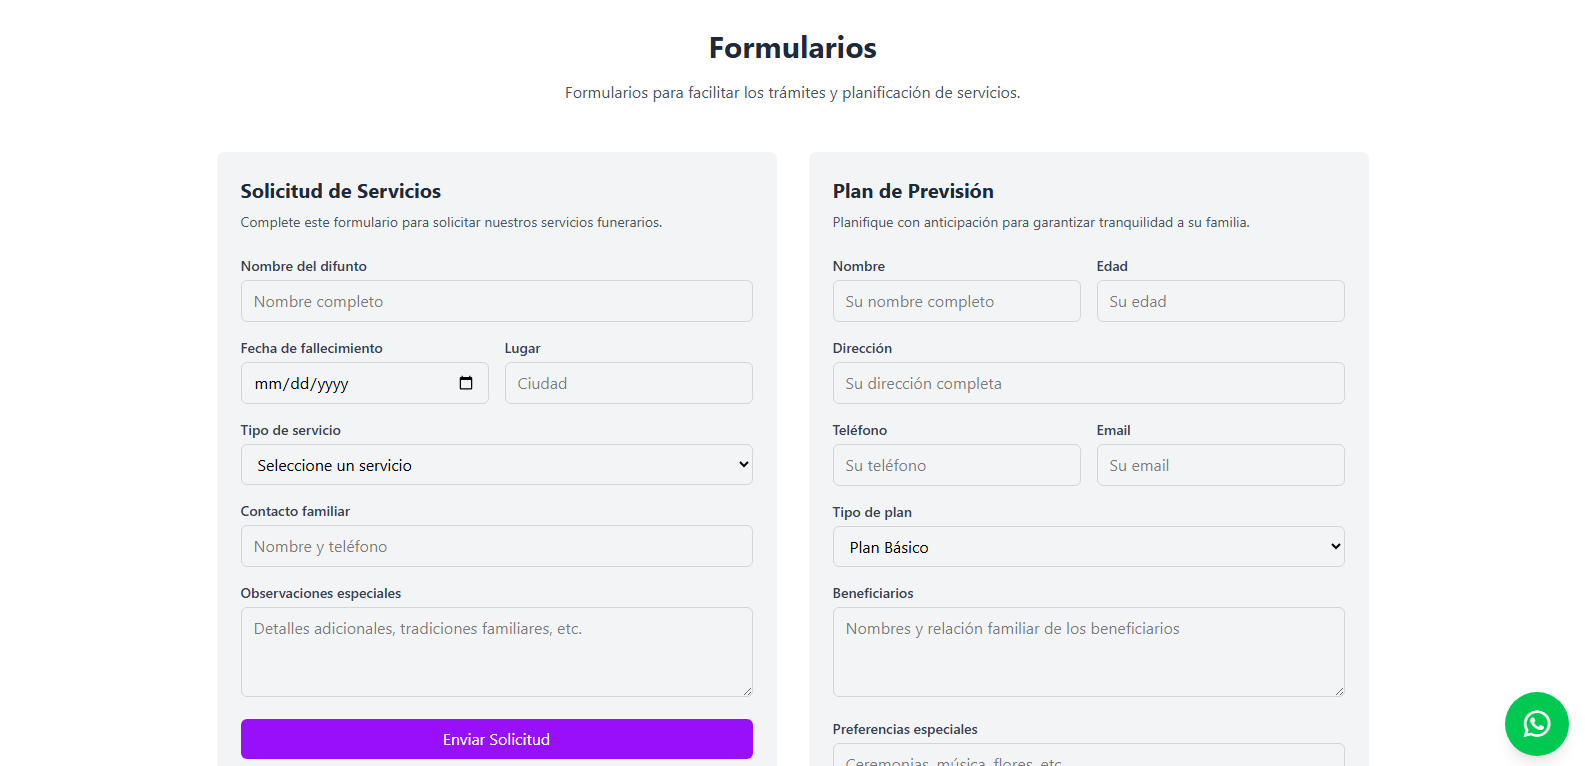 Formularios
Formularios para facilitar los trámites y planificación de servicios.
Solicitud de Servicios
Complete este formulario para solicitar nuestros servicios funerarios.
Nombre del difunto
Nombre completo
Fecha de fallecimiento Lugar
mm/dd/yyyy Ciudad
Tipo de servicio
Seleccione un servicio
Contacto familiar
Nombre y teléfono
Observaciones especiales
Detalles adicionales, tradiciones familiares, etc.
Enviar Solicitud
Plan de Previsión
Planifique con anticipación para garantizar tranquilidad a su familia.
Nombre Edad
Su nombre completo Su edad
Dirección
Su dirección completa
Teléfono Email
Su teléfono Su email
Tipo de plan
Plan Básico
Beneficiarios
Nombres y relación familiar de los beneficiarios
Preferencias especiales
Ceremonias, música, flores, etc.